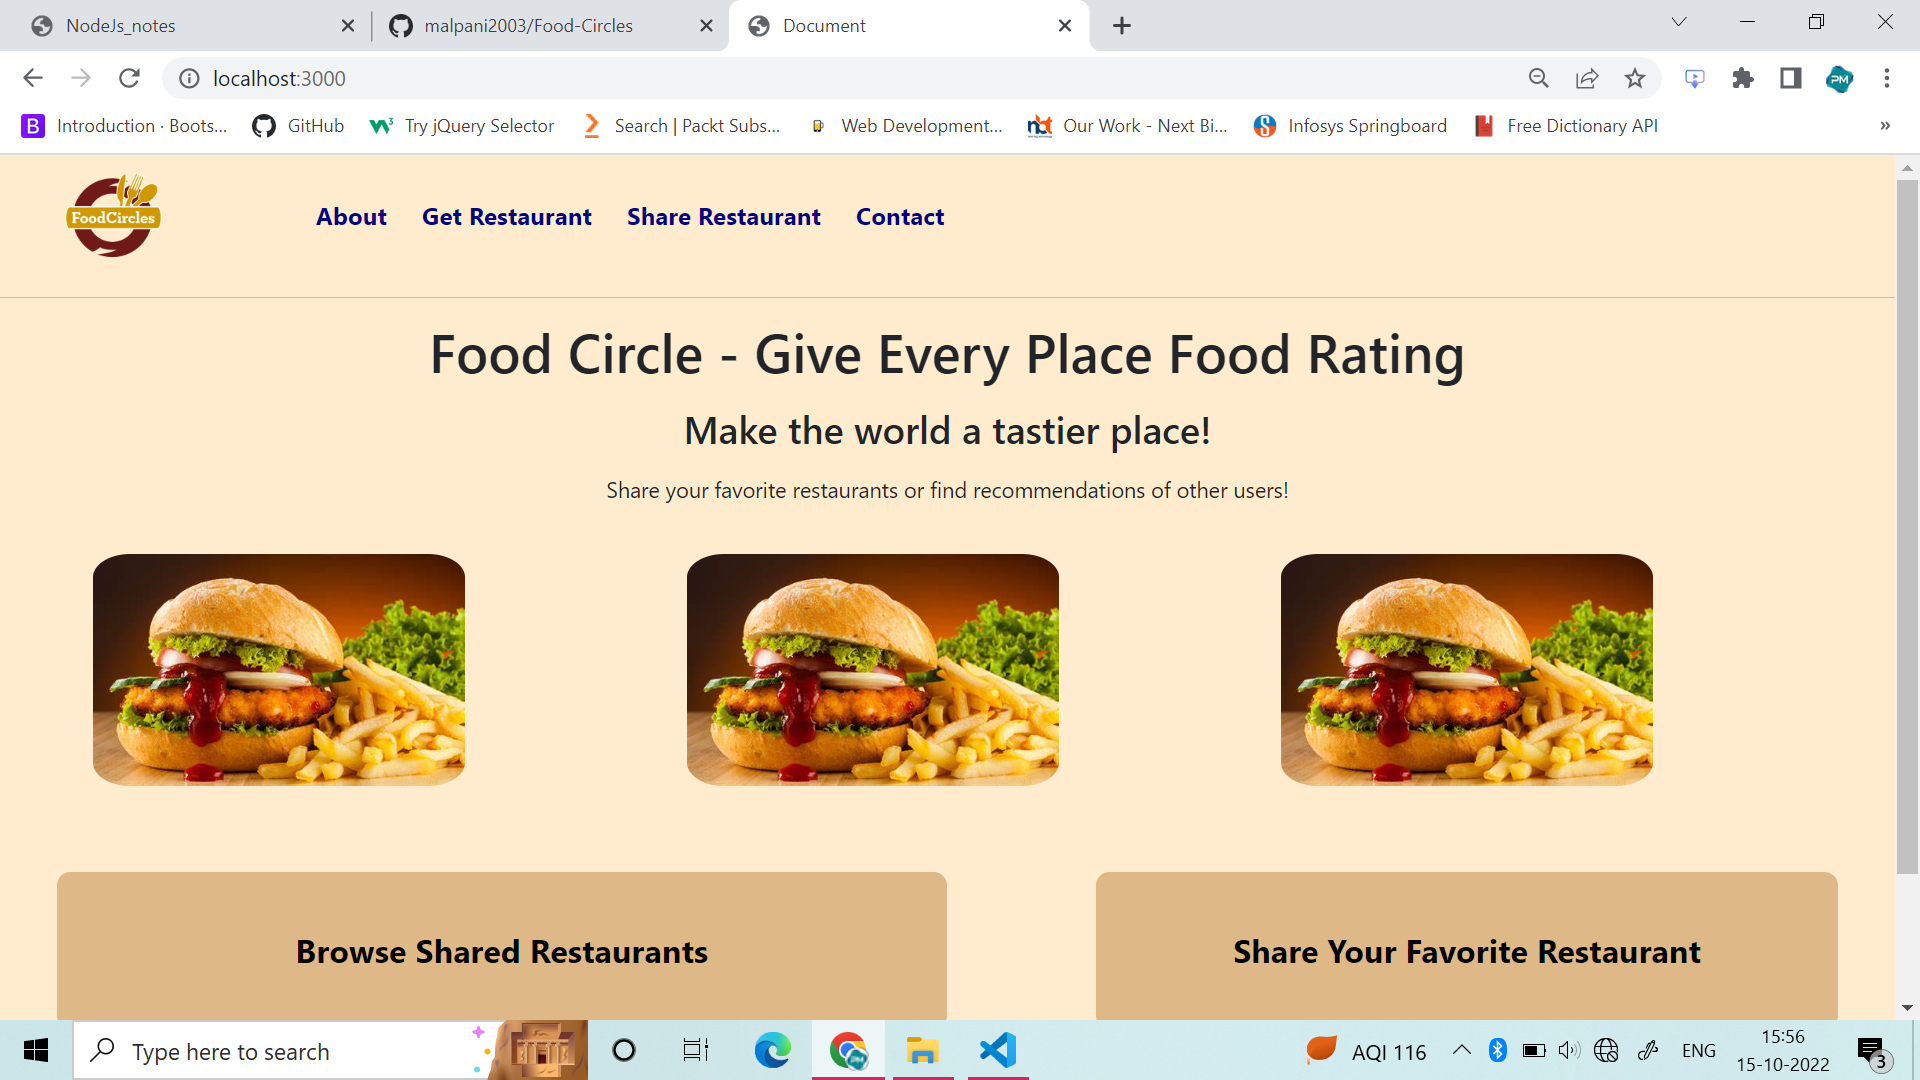 NodeJs_notes
malpani2003/Food-Circles
Document
localhost:3000
PM
B Introduction · Boots...
GitHub
Try jQuery Selector
Search | Packt Subs...
Web Development...
Our Work - Next Bi...
Infosys Springboard
Free Dictionary API
»
FoodCircles
About
Get Restaurant
Share Restaurant
Contact
Food Circle - Give Every Place Food Rating
Make the world a tastier place!
Share your favorite restaurants or find recommendations of other users!
Browse Shared Restaurants
Share Your Favorite Restaurant
Type here to search
AQI 116
ENG
15:56
15-10-2022
3